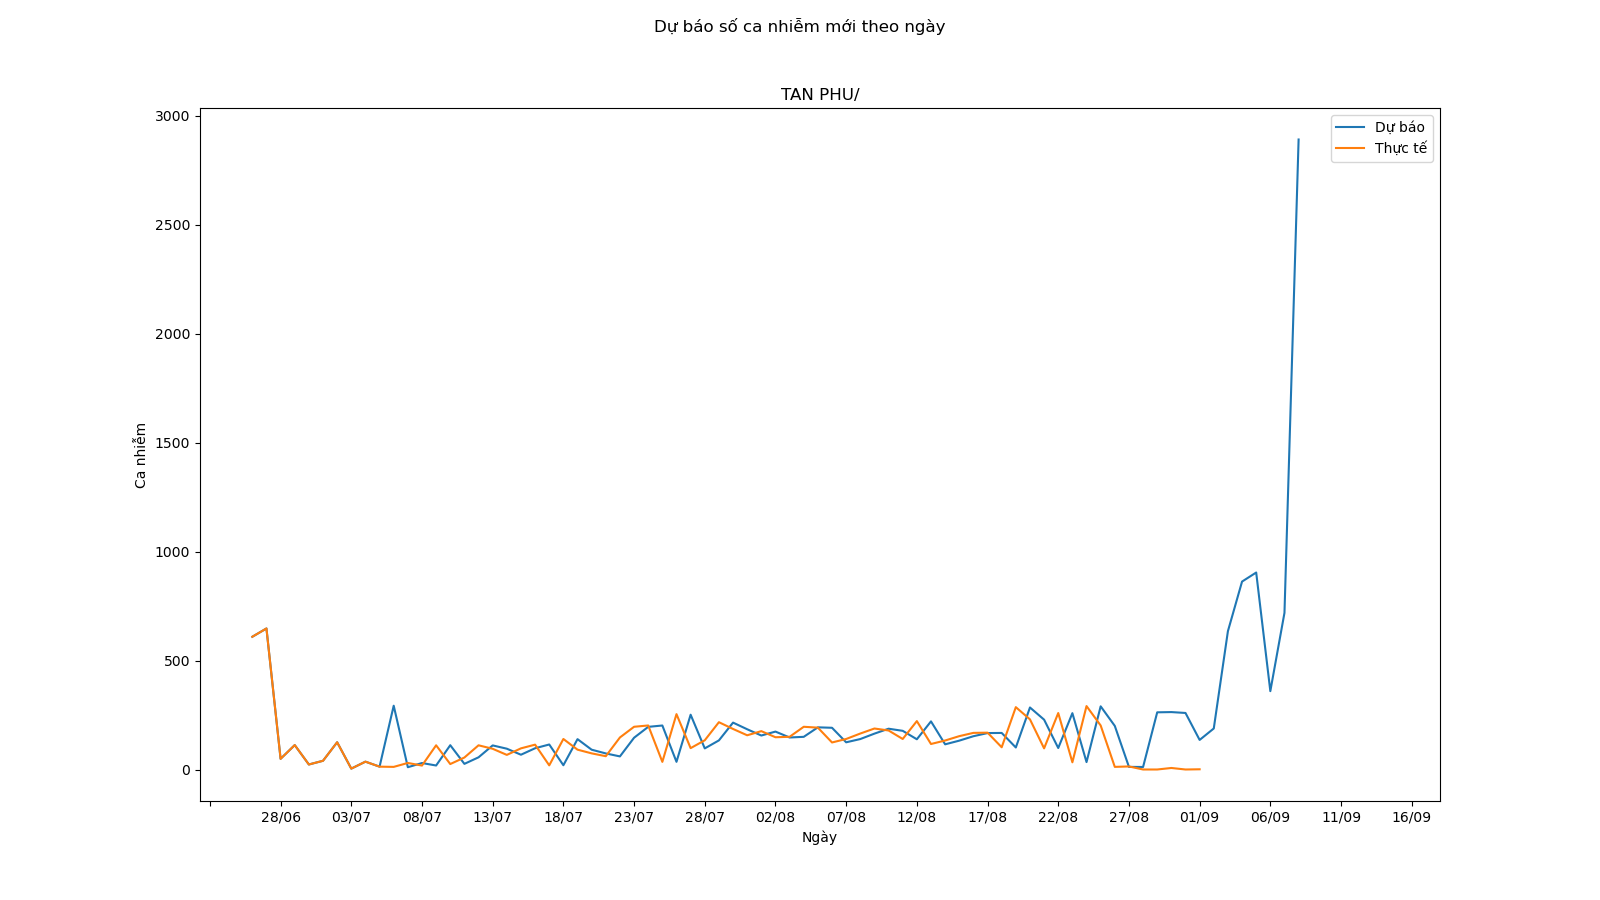 Dự báo số ca nhiễm mới theo ngày
TAN PHU/
Dự báo
Thực tế
3000
2500
2000
1500
1000
500
0
Ca nhiễm
28/06 03/07 08/07 13/07 18/07 23/07 28/07 02/08 07/08 12/08 17/08 22/08 27/08 01/09 06/09 11/09 16/09
Ngày